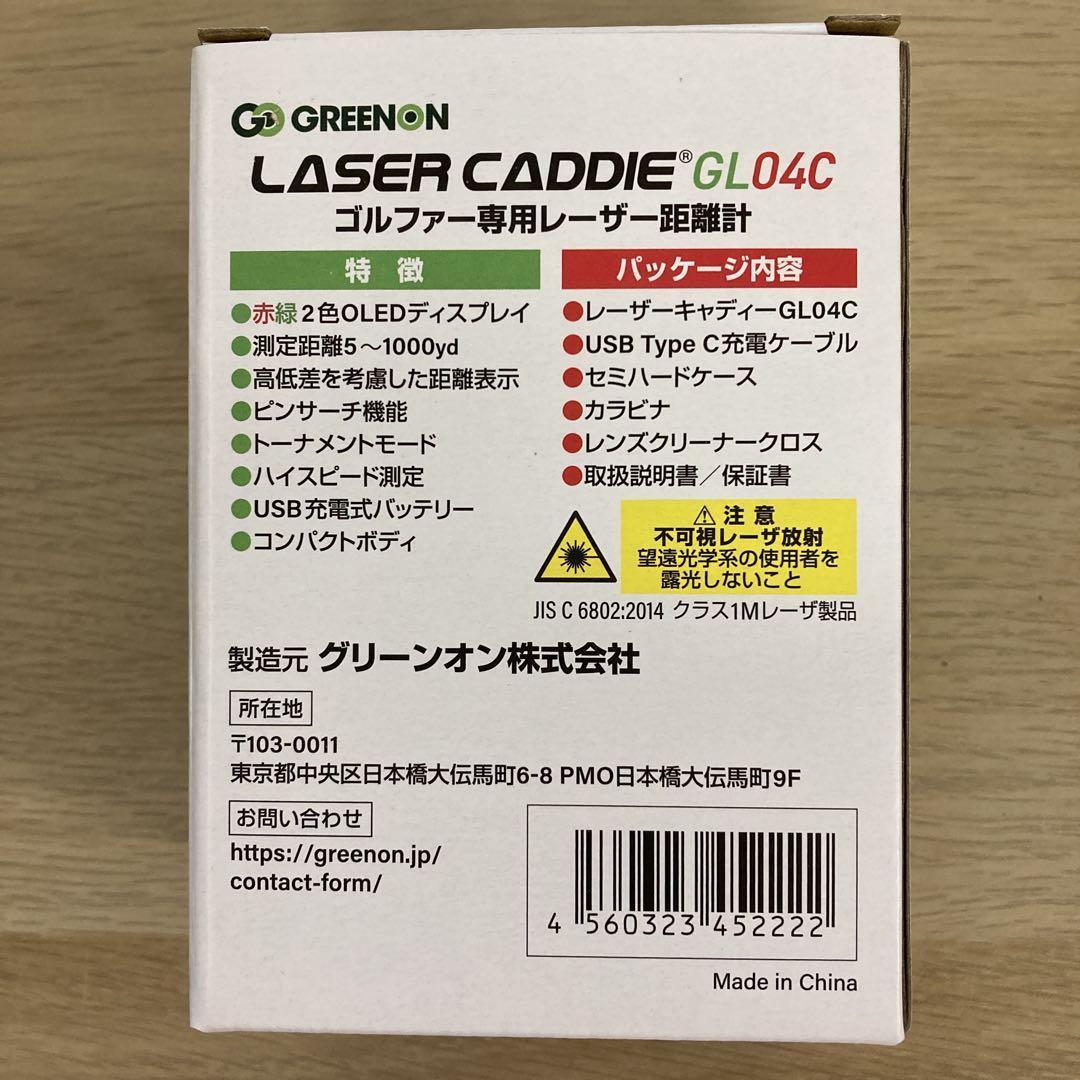 GREENON
LASER CADDIE® GL04C
ゴルファー専用レーザー距離計
特徴
●赤緑2色OLEDディスプレイ
●測定距離5～1000yd
●高低差を考慮した距離表示
●ピンサーチ機能
●トーナメントモード
●ハイスピード測定
●USB充電式バッテリー
●コンパクトボディ
パッケージ内容
●レーザーキャディーGL04C
●USB Type C充電ケーブル
●セミハードケース
●カラビナ
●レンズクリーナークロス
●取扱説明書／保証書
⚠ 注意
不可視レーザ放射
望遠光学系の使用者を
露光しないこと
JIS C 6802:2014 クラス1Mレーザ製品
製造元 グリーンオン株式会社
所在地
〒103-0011
東京都中央区日本橋大伝馬町6-8 PMO日本橋大伝馬町9F
お問い合わせ
https://greenon.jp/
contact-form/
4 560323 452222
Made in China